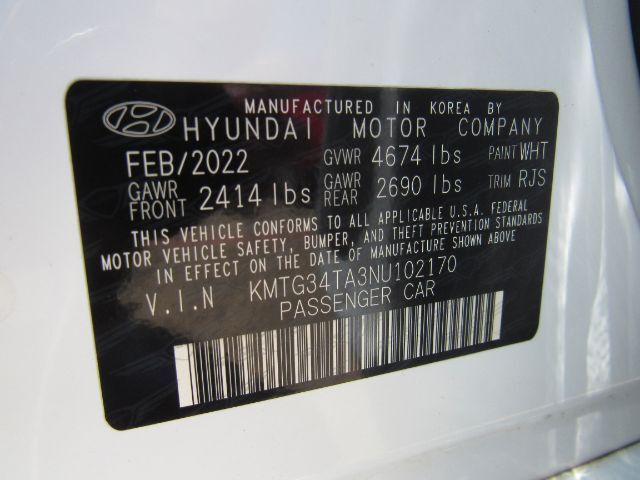 MANUFACTURED IN KOREA BY
HYUNDAI MOTOR COMPANY
FEB/2022 GVWR 4674 lbs PAINT WHT
GAWR FRONT 2414 lbs GAWR REAR 2690 lbs TRIM RJS
THIS VEHICLE CONFORMS TO ALL APPLICABLE U.S.A. FEDERAL
MOTOR VEHICLE SAFETY, BUMPER, AND THEFT PREVENTION STANDARDS
IN EFFECT ON THE DATE OF MANUFACTURE SHOWN ABOVE.
V.I.N KMTG34TA3NU102170
PASSENGER CAR